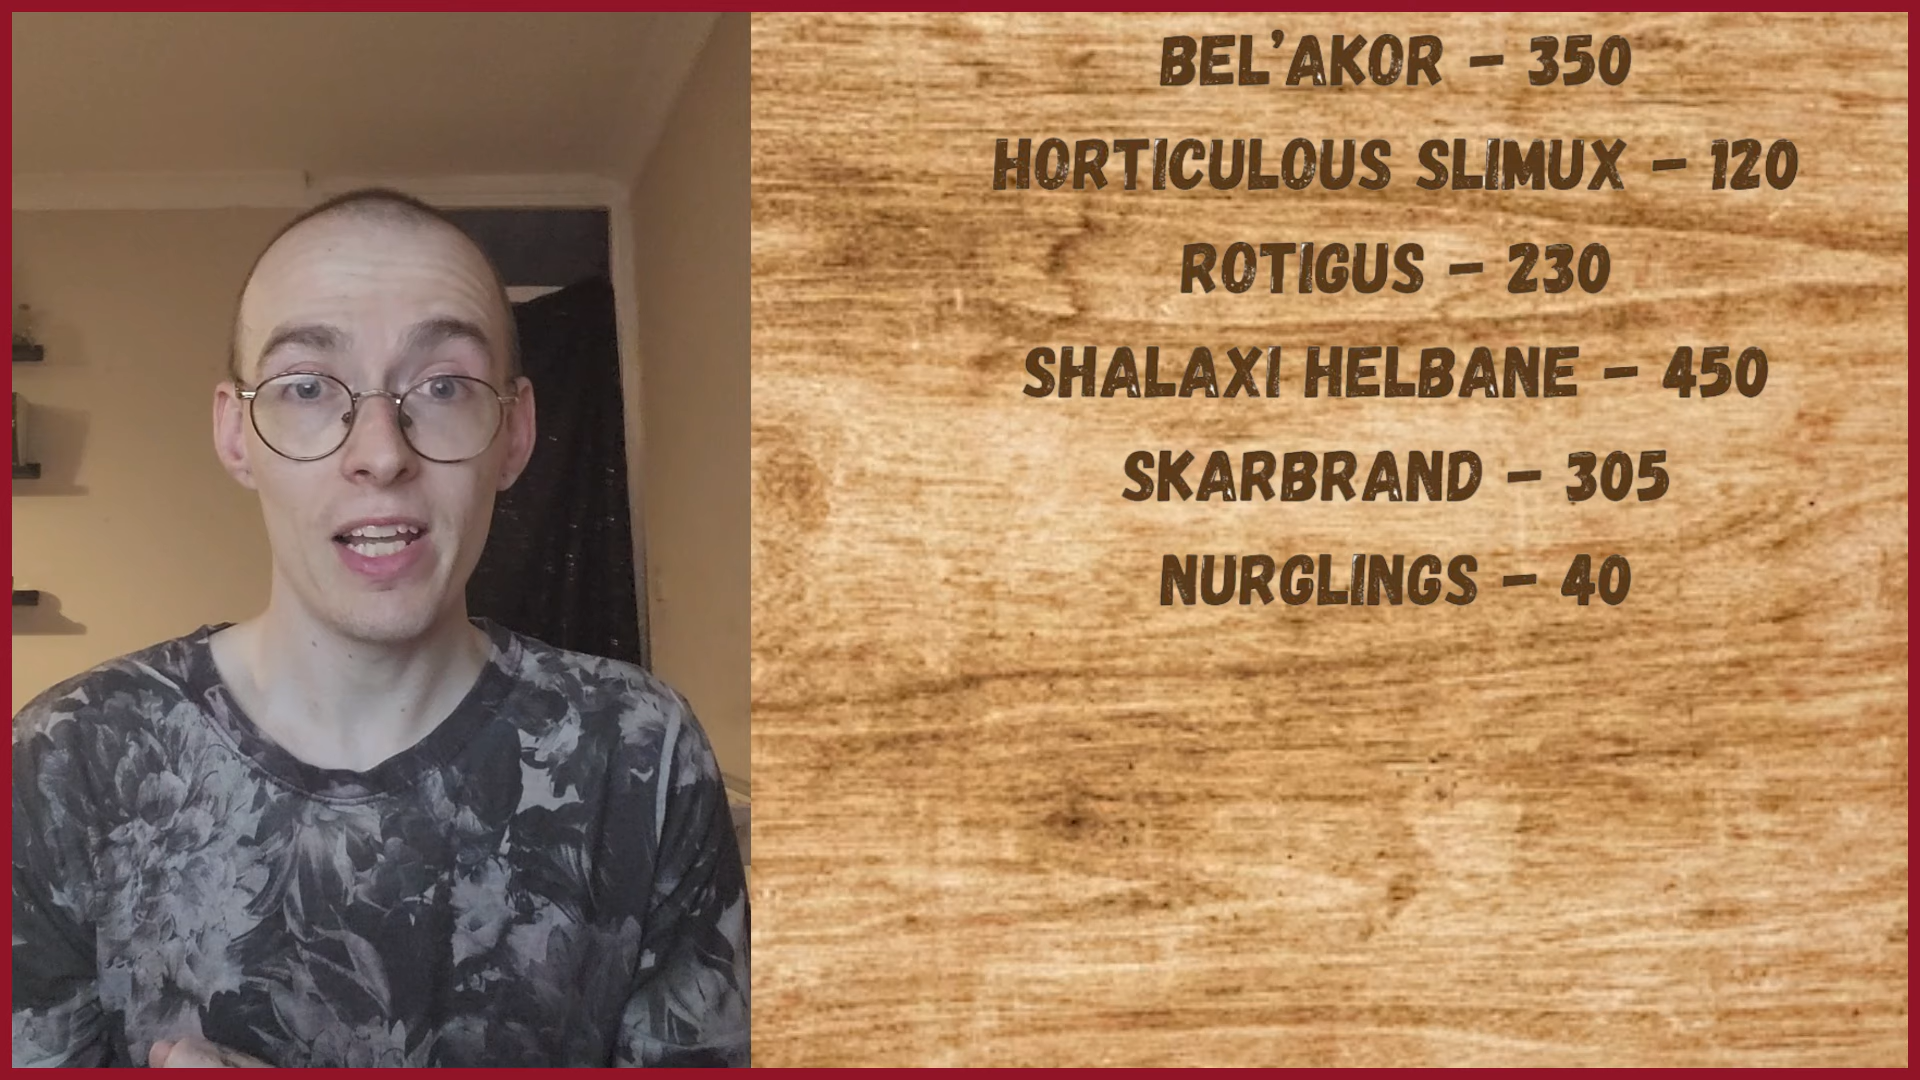 BEL'AKOR – 350
HORTICULOUS SLIMUX – 120
ROTIGUS – 230
SHALAXI HELBANE – 450
SKARBRAND – 305
NURGLINGS – 40